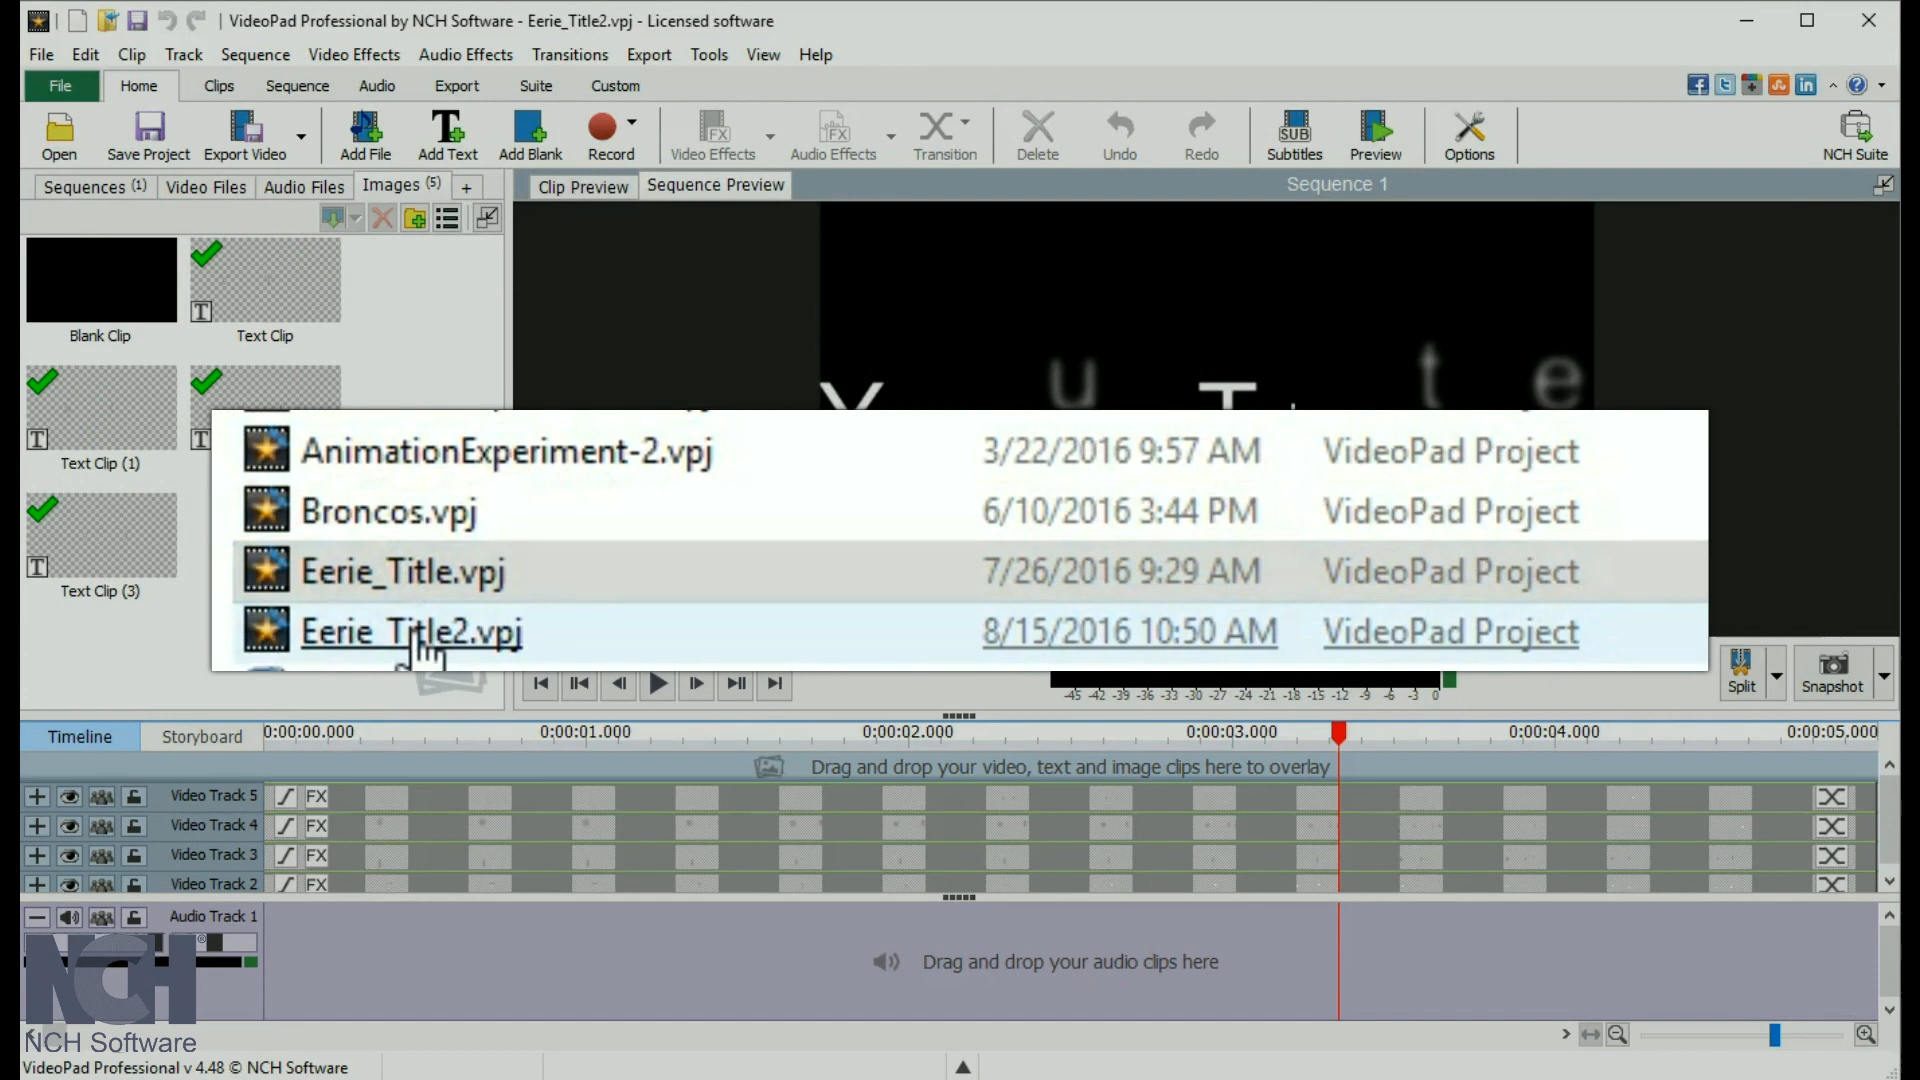 VideoPad Professional by NCH Software - Eerie_Title2.vpj - Licensed software
File Edit Clip Track Sequence Video Effects Audio Effects Transitions Export Tools View Help
File Home Clips Sequence Audio Export Suite Custom
Open Save Project Export Video Add File Add Text Add Blank Record Video Effects Audio Effects Transition Delete Undo Redo Subtitles Preview Options NCH Suite
Sequences (1) Video Files Audio Files Images (5) + Clip Preview Sequence Preview Sequence 1
Blank Clip Text Clip
Text Clip (1)
Text Clip (3)
u t e
AnimationExperiment-2.vpj 3/22/2016 9:57 AM VideoPad Project
Broncos.vpj 6/10/2016 3:44 PM VideoPad Project
Eerie_Title.vpj 7/26/2016 9:29 AM VideoPad Project
Eerie_Title2.vpj 8/15/2016 10:50 AM VideoPad Project
-45 -42 -39 -36 -33 -30 -27 -24 -21 -18 -15 -12 -9 -6 -3 0
Split Snapshot
Timeline Storyboard 0:00:00.000 0:00:01.000 0:00:02.000 0:00:03.000 0:00:04.000 0:00:05.000
Drag and drop your video, text and image clips here to overlay
Video Track 5 FX
Video Track 4 FX
Video Track 3 FX
Video Track 2 FX
Audio Track 1
Drag and drop your audio clips here
NCH
NCH Software
VideoPad Professional v 4.48 © NCH Software